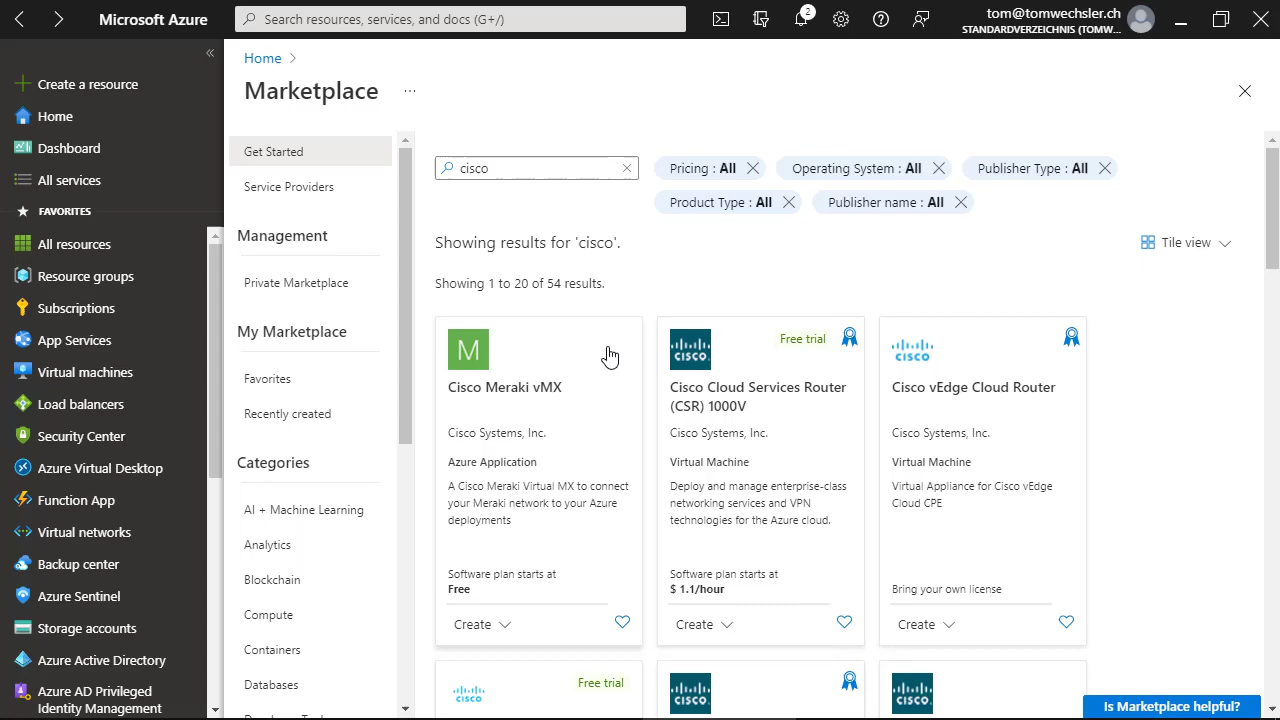 Microsoft Azure
Search resources, services, and docs (G+/)
2
tom@tomwechsler.ch
STANDARDVERZEICHNIS (TOMW...
«
Create a resource
Home
Dashboard
All services
FAVORITES
All resources
Resource groups
Subscriptions
App Services
Virtual machines
Load balancers
Security Center
Azure Virtual Desktop
Function App
Virtual networks
Backup center
Azure Sentinel
Storage accounts
Azure Active Directory
Azure AD Privileged
Identity Management
Home >
Marketplace ...
Get Started
Service Providers
Management
Private Marketplace
My Marketplace
Favorites
Recently created
Categories
AI + Machine Learning
Analytics
Blockchain
Compute
Containers
Databases
cisco
Pricing : All
Operating System : All
Publisher Type : All
Product Type : All
Publisher name : All
Showing results for 'cisco'.
Tile view
Showing 1 to 20 of 54 results.
M
Cisco Meraki vMX
Cisco Systems, Inc.
Azure Application
A Cisco Meraki Virtual MX to connect
your Meraki network to your Azure
deployments
Software plan starts at
Free
Create
CISCO
Free trial
Cisco Cloud Services Router
(CSR) 1000V
Cisco Systems, Inc.
Virtual Machine
Deploy and manage enterprise-class
networking services and VPN
technologies for the Azure cloud.
Software plan starts at
$ 1.1/hour
Create
CISCO
Cisco vEdge Cloud Router
Cisco Systems, Inc.
Virtual Machine
Virtual Appliance for Cisco vEdge
Cloud CPE
Bring your own license
Create
CISCO
Free trial
CISCO
CISCO
Is Marketplace helpful?